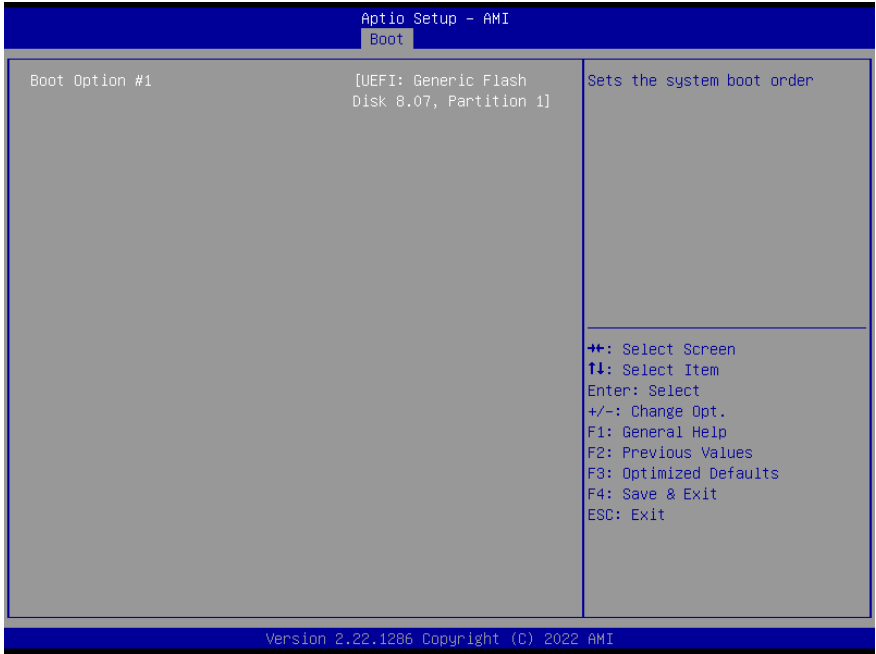 Aptio Setup – AMI
Boot
Boot Option #1 [UEFI: Generic Flash
Disk 8.07, Partition 1]
Sets the system boot order
→←: Select Screen
↑↓: Select Item
Enter: Select
+/-: Change Opt.
F1: General Help
F2: Previous Values
F3: Optimized Defaults
F4: Save & Exit
ESC: Exit
Version 2.22.1286 Copyright (C) 2022 AMI